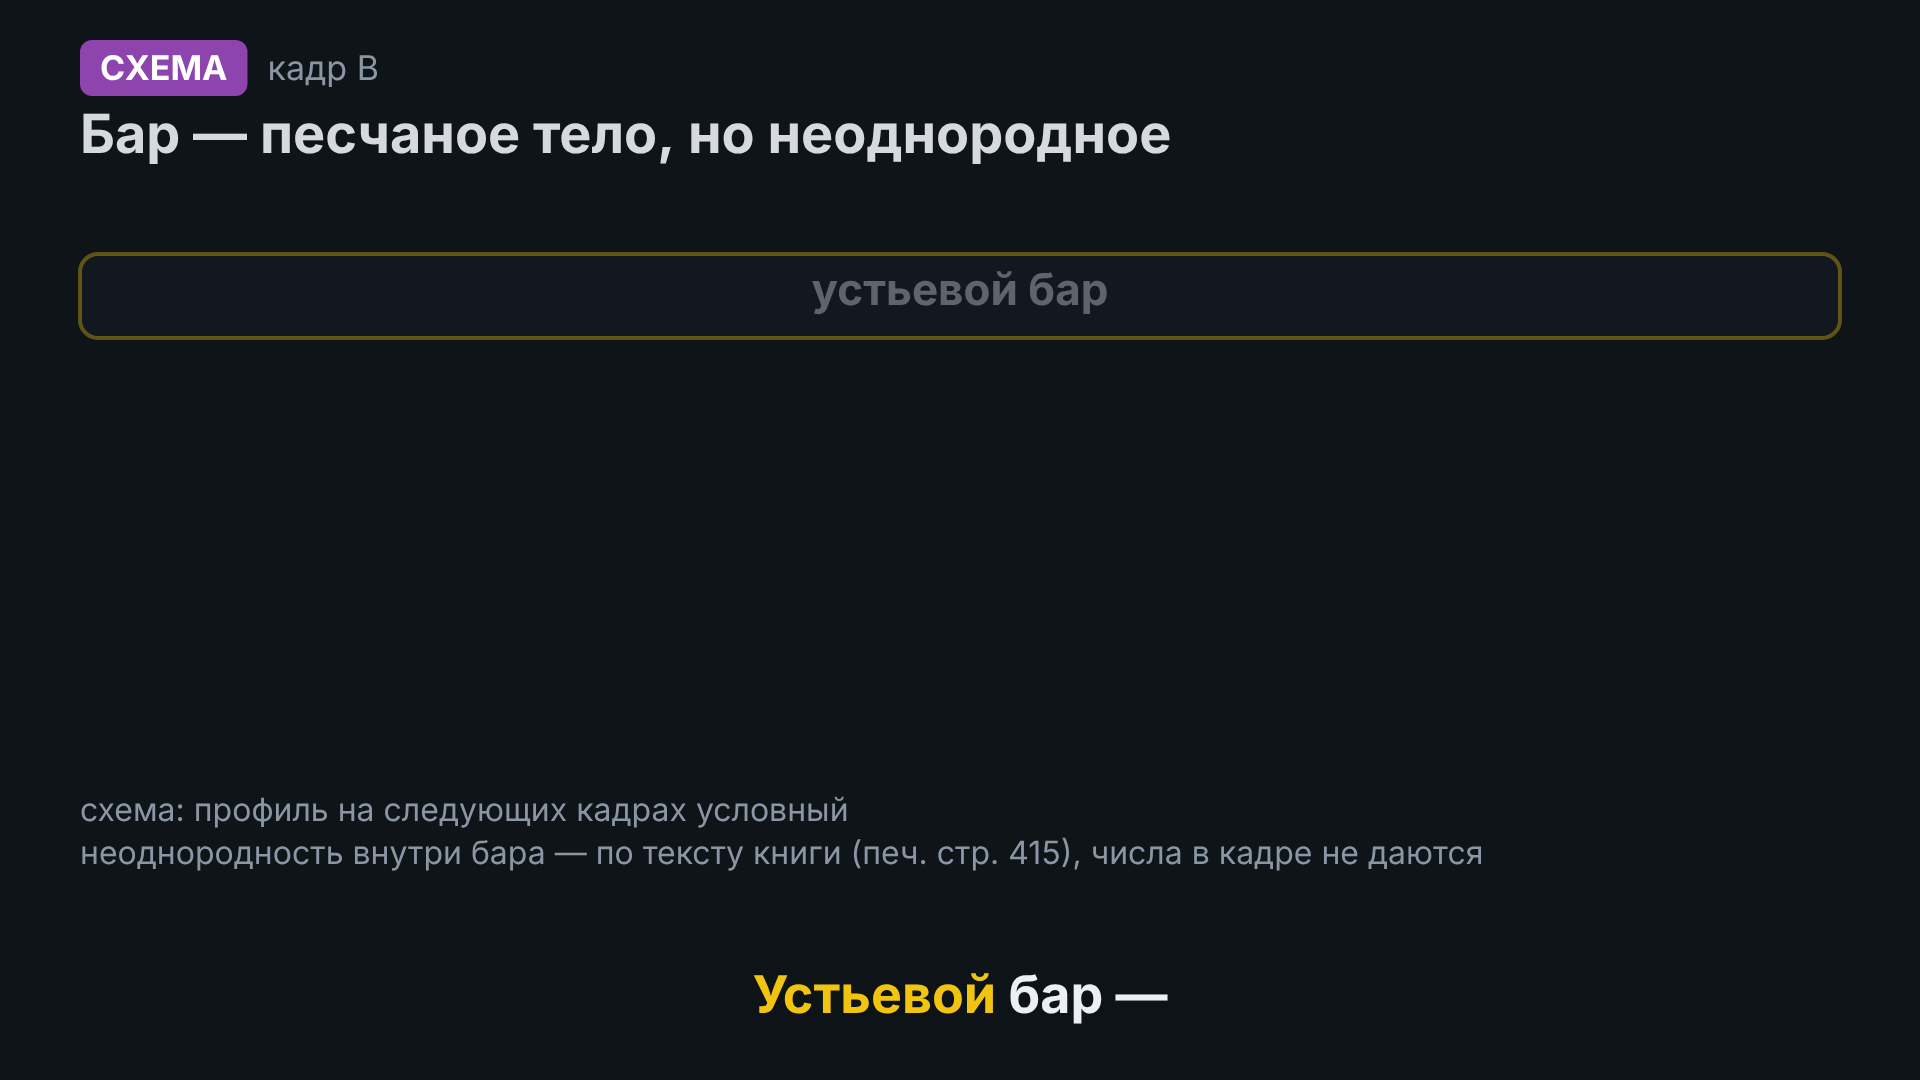 СХЕМА кадр В
Бар — песчаное тело, но неоднородное
устьевой бар
схема: профиль на следующих кадрах условный
неоднородность внутри бара — по тексту книги (печ. стр. 415), числа в кадре не даются
Устьевой бар —